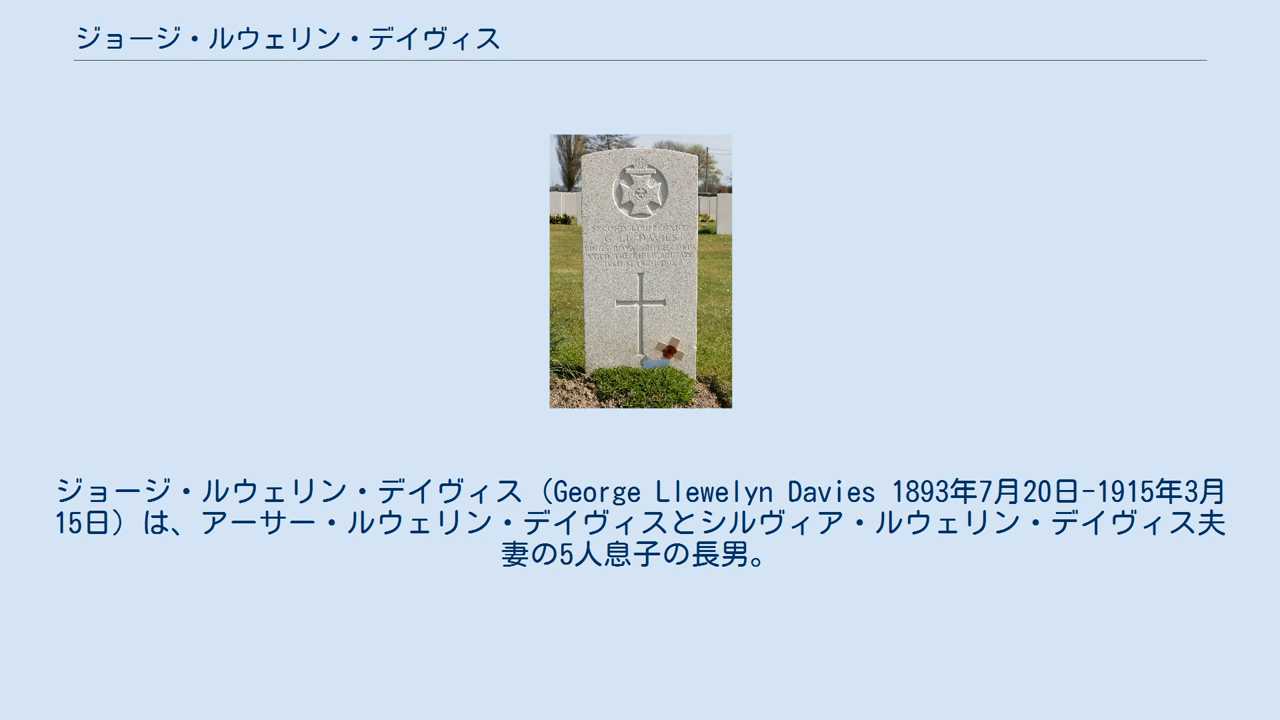 ジョージ・ルウェリン・デイヴィス
SECOND LIEUTENANT
G. LL. DAVIES
ジョージ・ルウェリン・デイヴィス（George Llewelyn Davies 1893年7月20日-1915年3月
15日）は、アーサー・ルウェリン・デイヴィスとシルヴィア・ルウェリン・デイヴィス夫
妻の5人息子の長男。